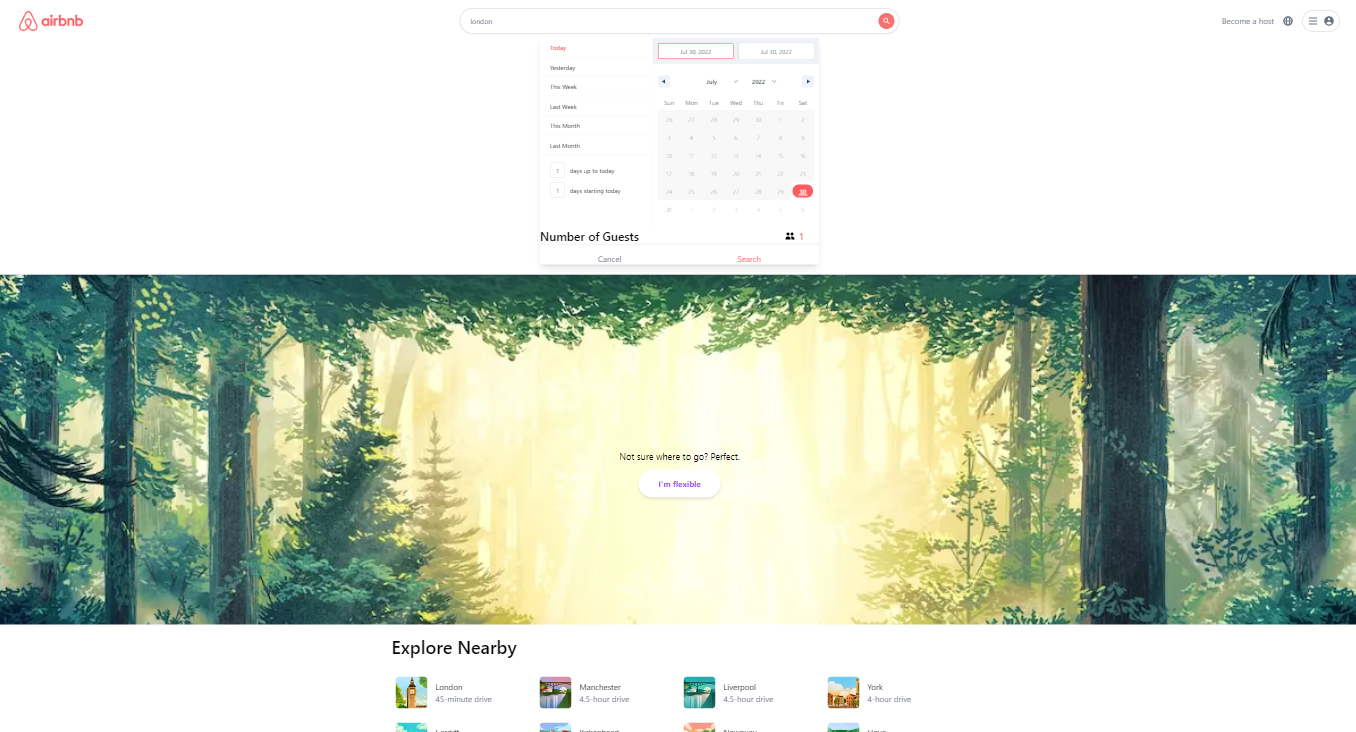 airbnb
london
Become a host
Today
Yesterday
This Week
Last Week
This Month
Last Month
1 days up to today
1 days starting today
Jul 30, 2022 Jul 30, 2022
July 2022
Sun Mon Tue Wed Thu Fri Sat
26 27 28 29 30 1 2
3 4 5 6 7 8 9
10 11 12 13 14 15 16
17 18 19 20 21 22 23
24 25 26 27 28 29 30
31 1 2 3 4 5 6
Number of Guests 1
Cancel Search
Not sure where to go? Perfect.
I'm flexible
Explore Nearby
London
45-minute drive
Manchester
4.5-hour drive
Liverpool
4.5-hour drive
York
4-hour drive